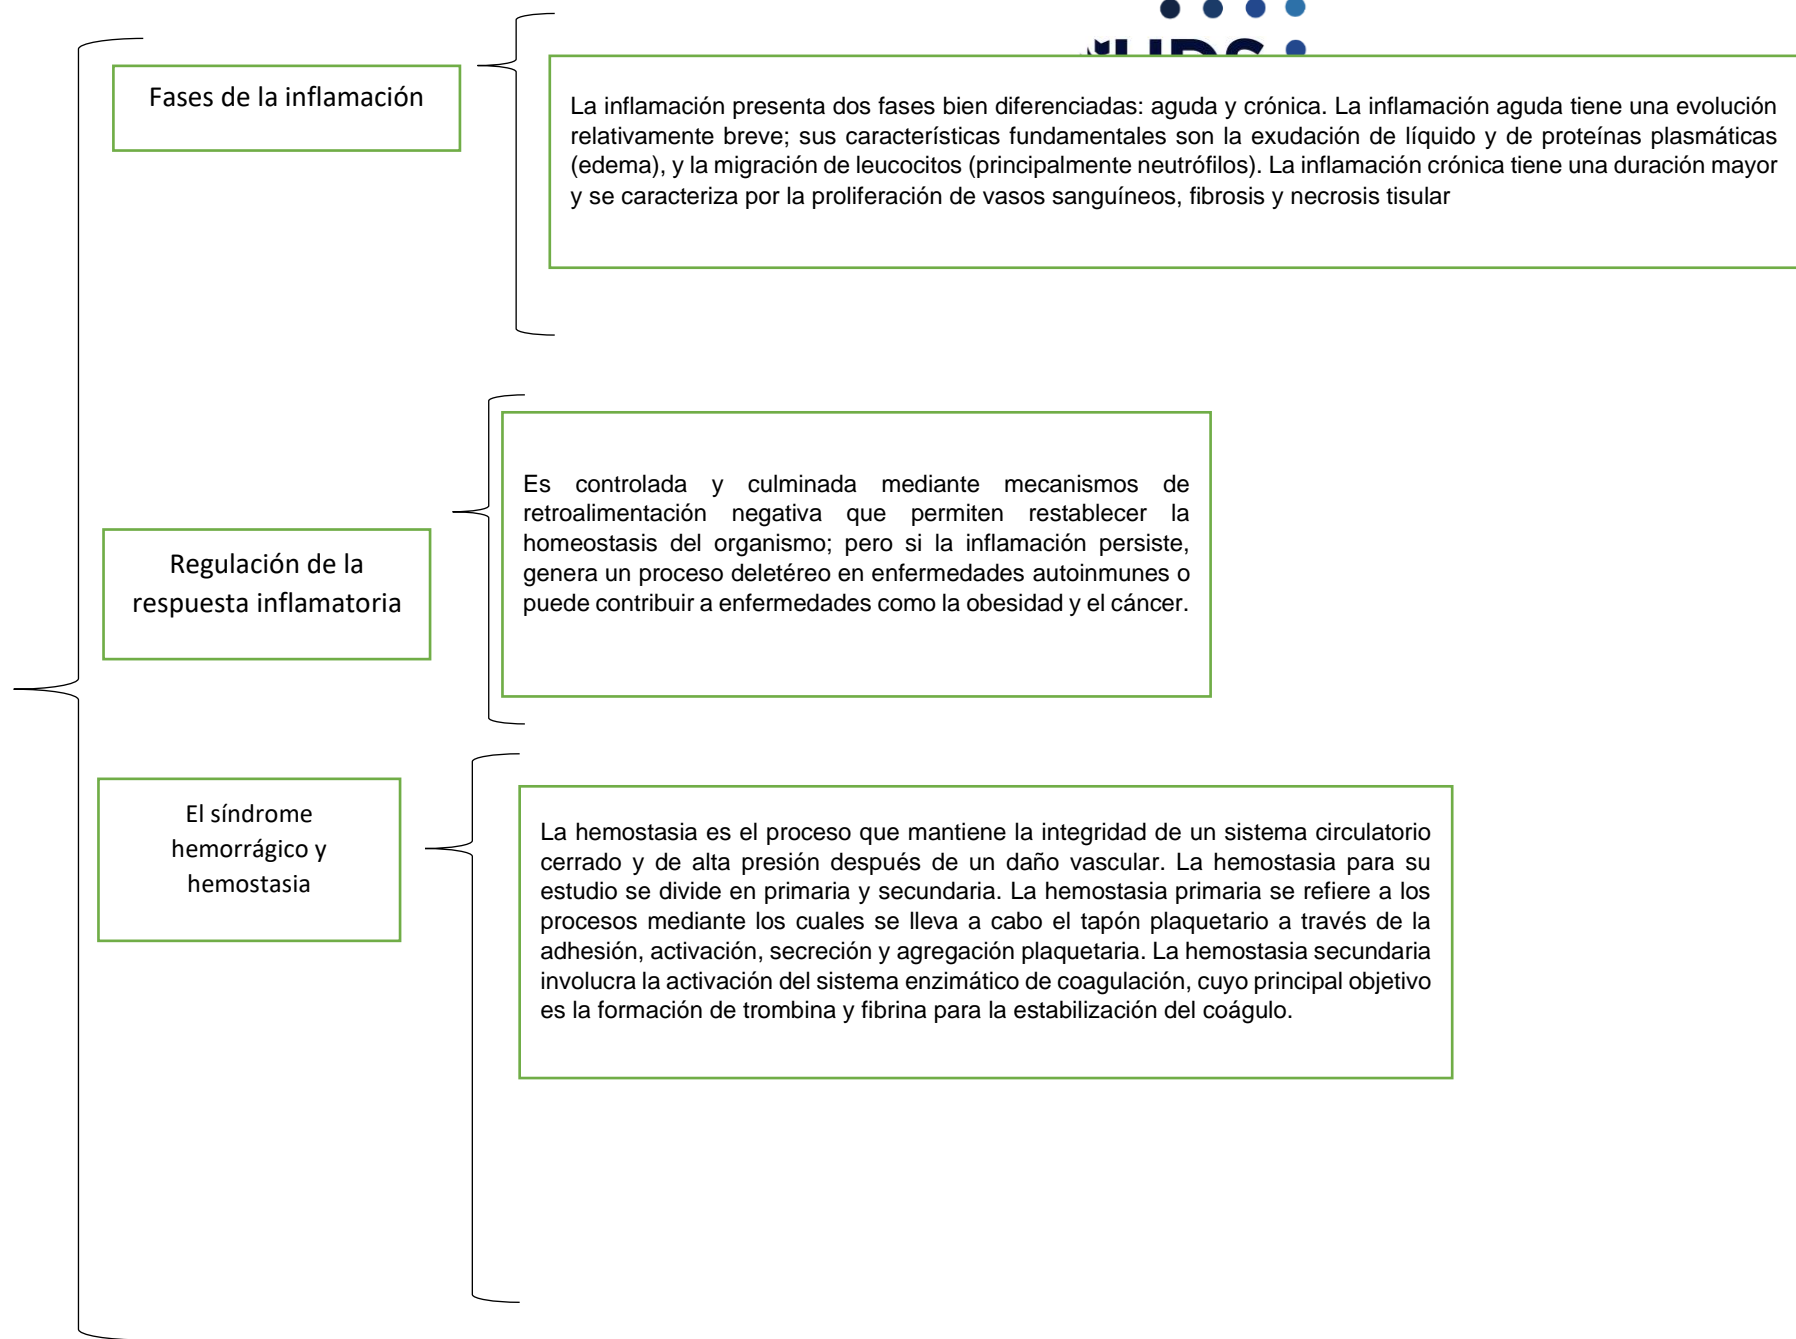 UDS
Fases de la inflamación
La inflamación presenta dos fases bien diferenciadas: aguda y crónica. La inflamación aguda tiene una evolución
relativamente breve; sus características fundamentales son la exudación de líquido y de proteínas plasmáticas
(edema), y la migración de leucocitos (principalmente neutrófilos). La inflamación crónica tiene una duración mayor
y se caracteriza por la proliferación de vasos sanguíneos, fibrosis y necrosis tisular
Regulación de la
respuesta inflamatoria
Es controlada y culminada mediante mecanismos de
retroalimentación negativa que permiten restablecer la
homeostasis del organismo; pero si la inflamación persiste,
genera un proceso deletéreo en enfermedades autoinmunes o
puede contribuir a enfermedades como la obesidad y el cáncer.
El síndrome
hemorrágico y
hemostasia
La hemostasia es el proceso que mantiene la integridad de un sistema circulatorio
cerrado y de alta presión después de un daño vascular. La hemostasia para su
estudio se divide en primaria y secundaria. La hemostasia primaria se refiere a los
procesos mediante los cuales se lleva a cabo el tapón plaquetario a través de la
adhesión, activación, secreción y agregación plaquetaria. La hemostasia secundaria
involucra la activación del sistema enzimático de coagulación, cuyo principal objetivo
es la formación de trombina y fibrina para la estabilización del coágulo.